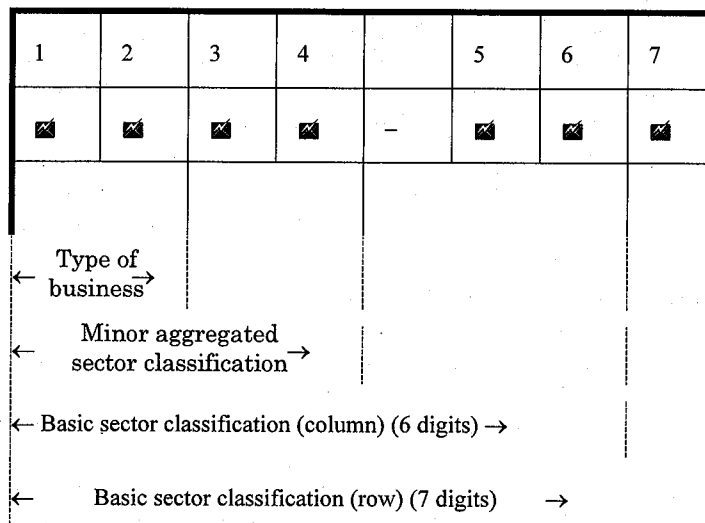 1 2 3 4 5 6 7
–
← Type of business →
← Minor aggregated sector classification →
← Basic sector classification (column) (6 digits) →
← Basic sector classification (row) (7 digits) →